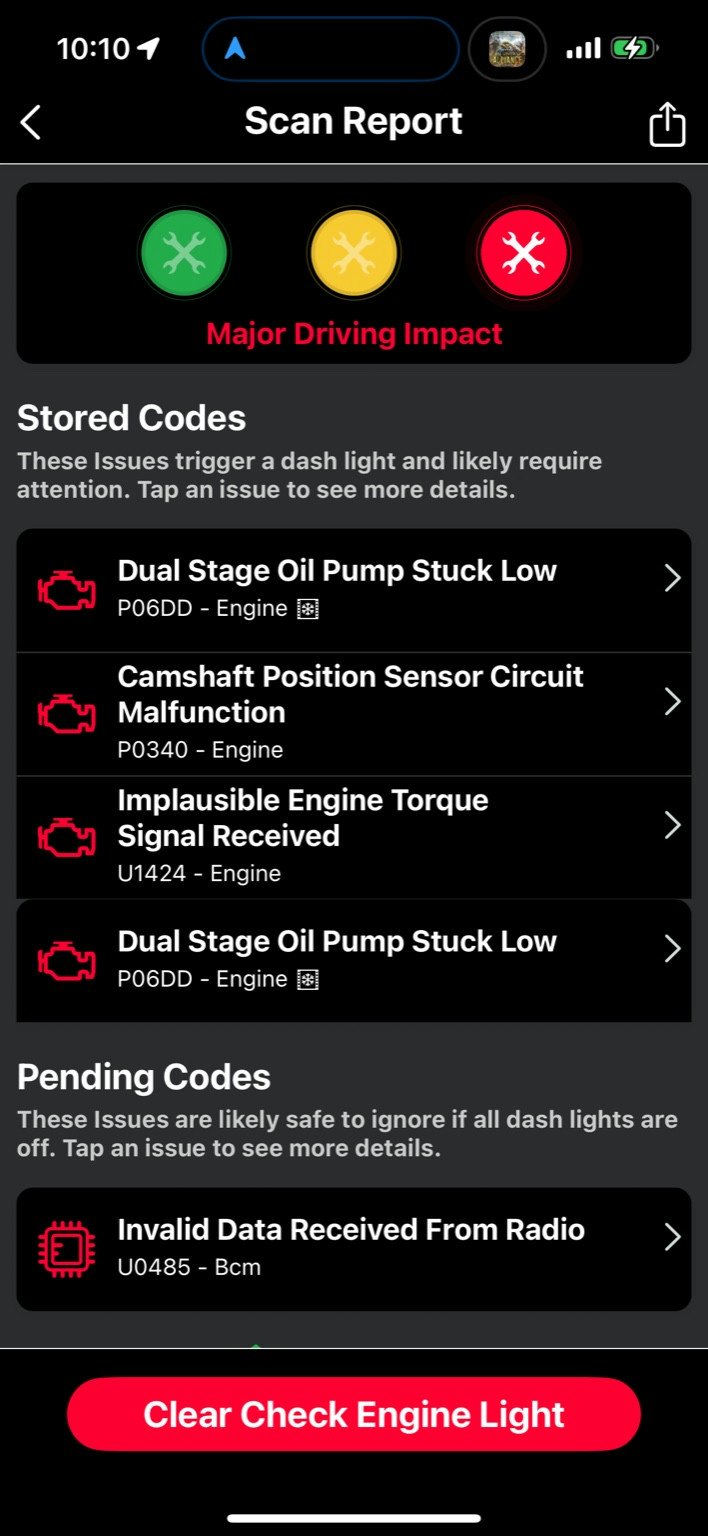 10:10
Scan Report
Major Driving Impact
Stored Codes
These Issues trigger a dash light and likely require
attention. Tap an issue to see more details.
Dual Stage Oil Pump Stuck Low
P06DD - Engine
Camshaft Position Sensor Circuit
Malfunction
P0340 - Engine
Implausible Engine Torque
Signal Received
U1424 - Engine
Dual Stage Oil Pump Stuck Low
P06DD - Engine
Pending Codes
These Issues are likely safe to ignore if all dash lights are
off. Tap an issue to see more details.
Invalid Data Received From Radio
U0485 - Bcm
Clear Check Engine Light